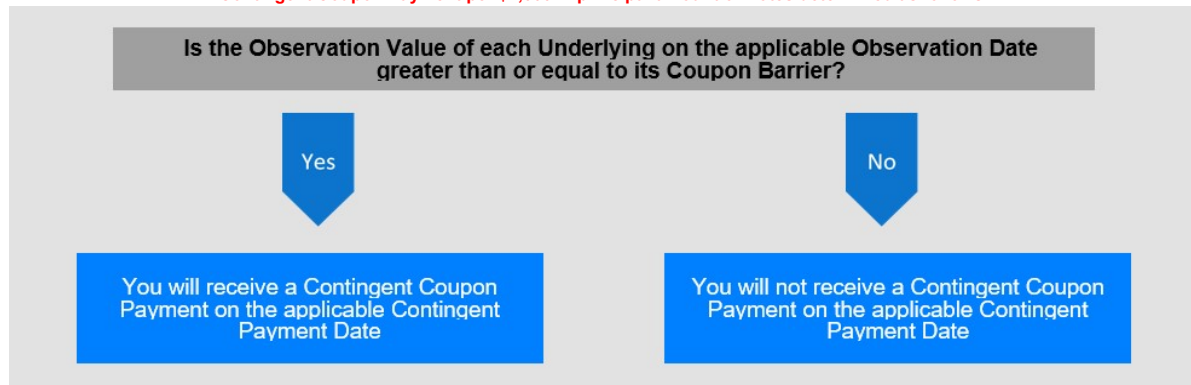 Is the Observation Value of each Underlying on the applicable Observation Date
greater than or equal to its Coupon Barrier?
Yes
No
You will receive a Contingent Coupon
Payment on the applicable Contingent
Payment Date
You will not receive a Contingent Coupon
Payment on the applicable Contingent
Payment Date